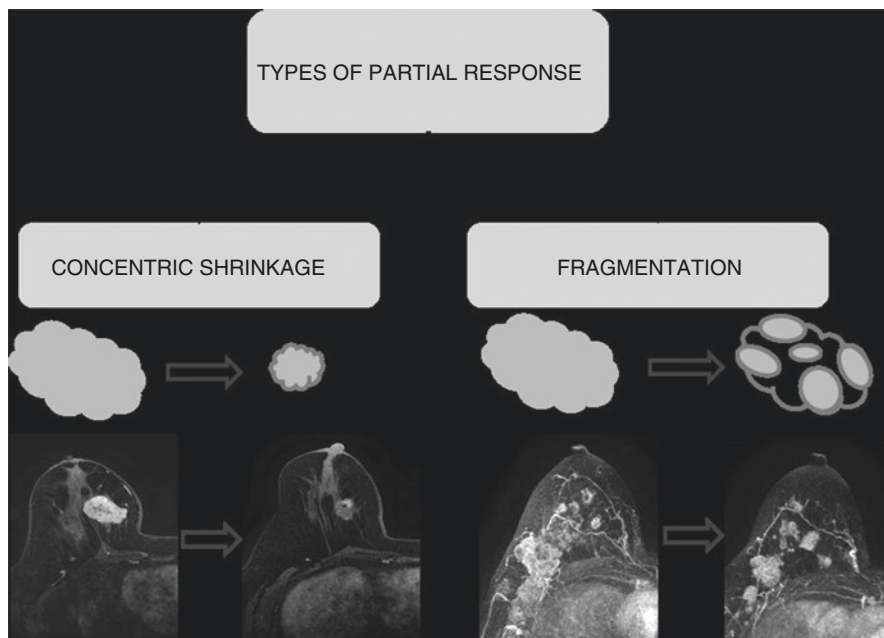 TYPES OF PARTIAL RESPONSE
CONCENTRIC SHRINKAGE
FRAGMENTATION